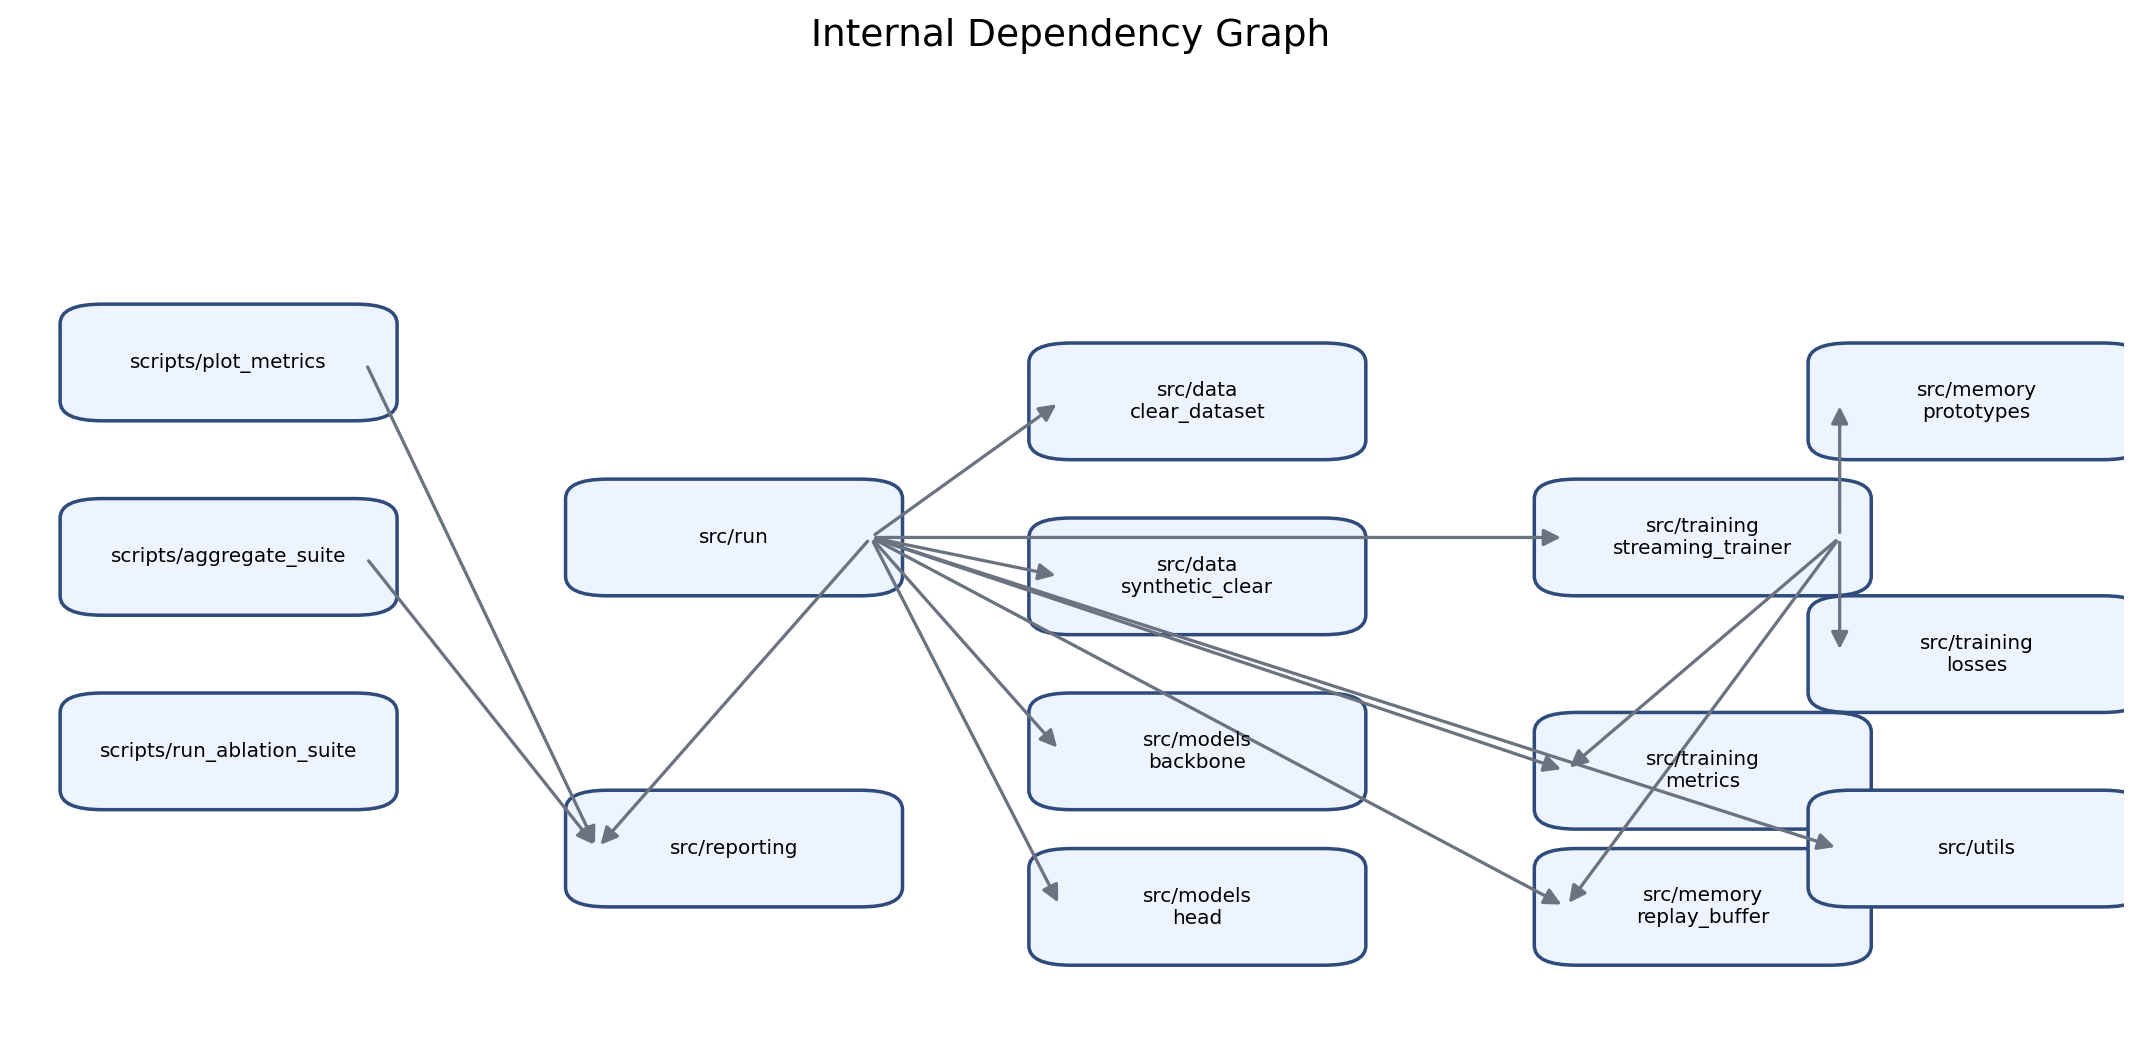 Internal Dependency Graph
scripts/plot_metrics
scripts/aggregate_suite
scripts/run_ablation_suite
src/run
src/reporting
src/data
clear_dataset
src/data
synthetic_clear
src/models
backbone
src/models
head
src/training
streaming_trainer
src/training
metrics
src/memory
replay_buffer
src/memory
prototypes
src/training
losses
src/utils